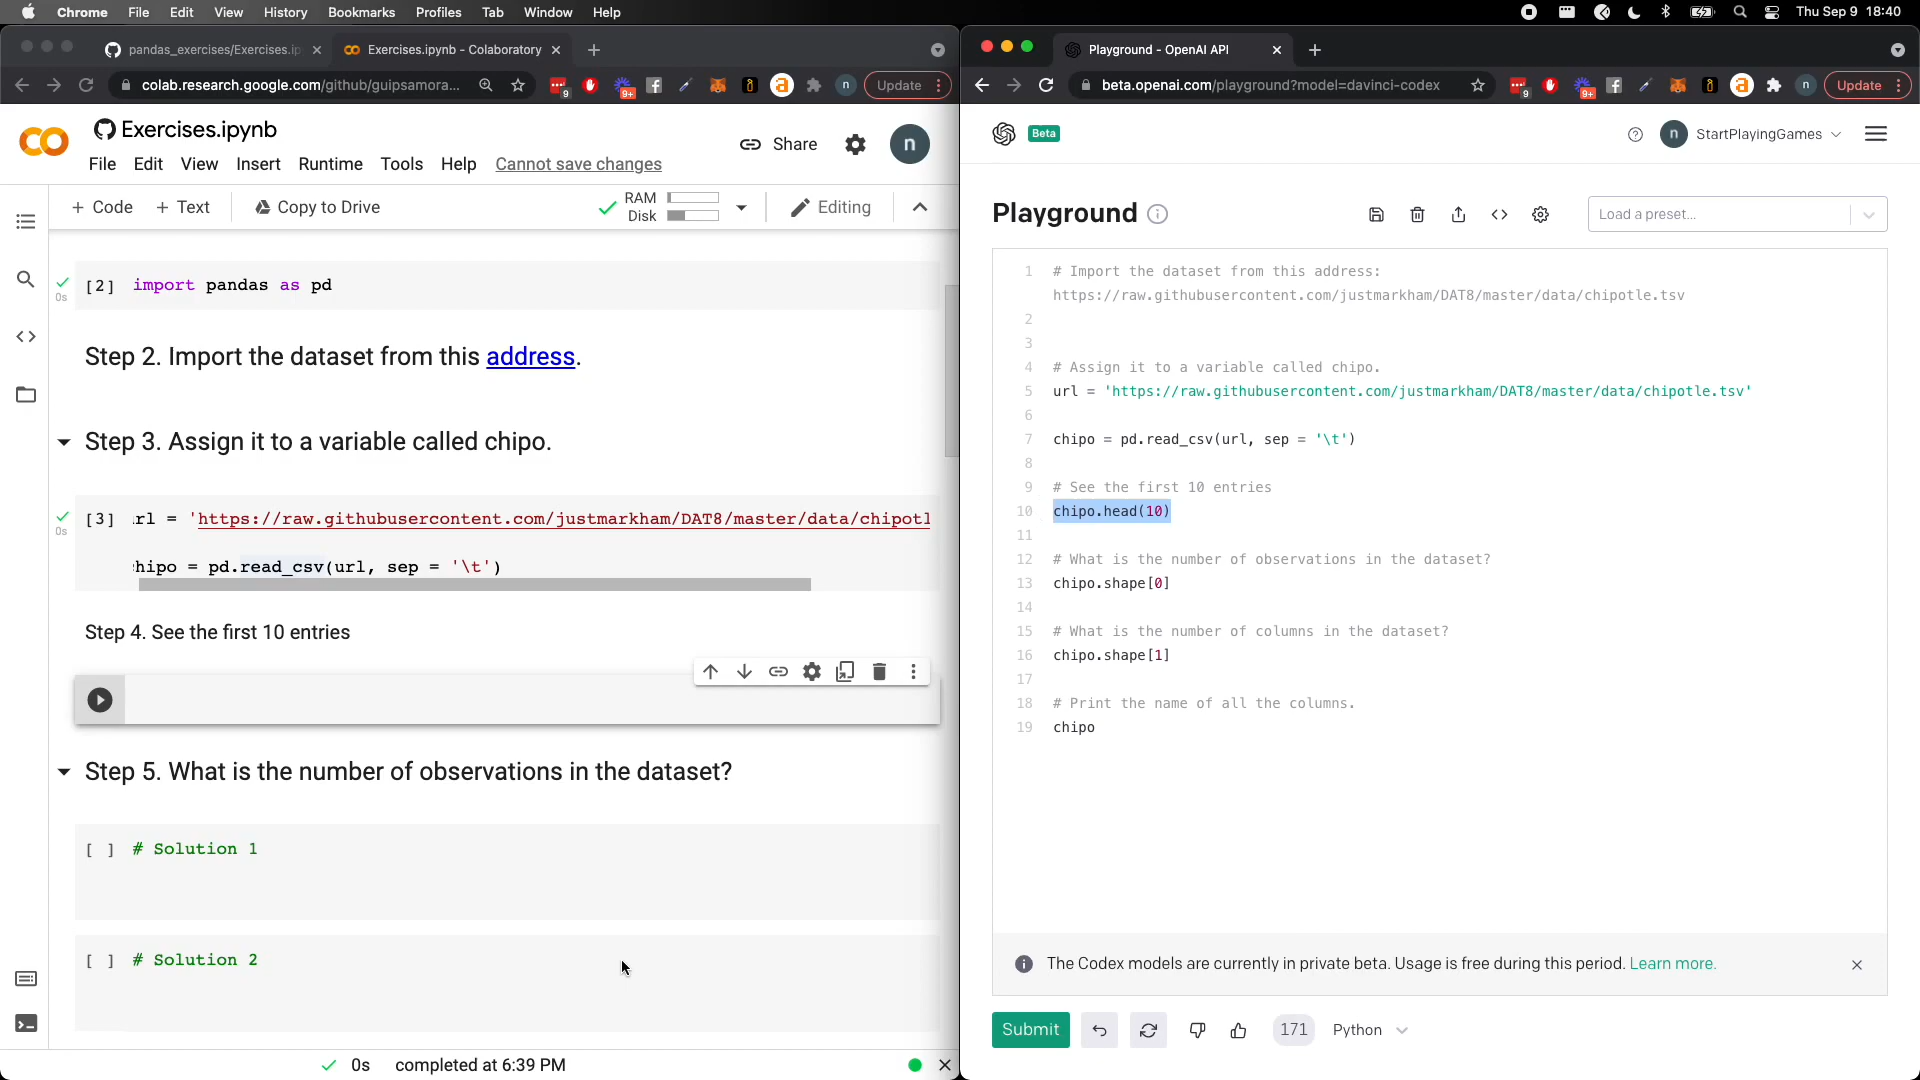 Chrome File Edit View History Bookmarks Profiles Tab Window Help
Thu Sep 9 18:40
pandas_exercises/Exercises.ip
Exercises.ipynb - Colaboratory
colab.research.google.com/github/guipsamora...
9
9+
a
n
Update
Exercises.ipynb
File Edit View Insert Runtime Tools Help Cannot save changes
Share
n
+ Code + Text Copy to Drive
RAM
Disk
Editing
0s
[2] import pandas as pd
Step 2. Import the dataset from this address.
Step 3. Assign it to a variable called chipo.
0s
[3] rl = 'https://raw.githubusercontent.com/justmarkham/DAT8/master/data/chipotl
hipo = pd.read_csv(url, sep = '\t')
Step 4. See the first 10 entries
Step 5. What is the number of observations in the dataset?
[ ] # Solution 1
[ ] # Solution 2
0s completed at 6:39 PM
Playground - OpenAI API
beta.openai.com/playground?model=davinci-codex
9
9+
a
n
Update
Beta
n StartPlayingGames
Playground
Load a preset...
1 # Import the dataset from this address:
https://raw.githubusercontent.com/justmarkham/DAT8/master/data/chipotle.tsv
2
3
4 # Assign it to a variable called chipo.
5 url = 'https://raw.githubusercontent.com/justmarkham/DAT8/master/data/chipotle.tsv'
6
7 chipo = pd.read_csv(url, sep = '\t')
8
9 # See the first 10 entries
10 chipo.head(10)
11
12 # What is the number of observations in the dataset?
13 chipo.shape[0]
14
15 # What is the number of columns in the dataset?
16 chipo.shape[1]
17
18 # Print the name of all the columns.
19 chipo
The Codex models are currently in private beta. Usage is free during this period. Learn more.
Submit
171
Python